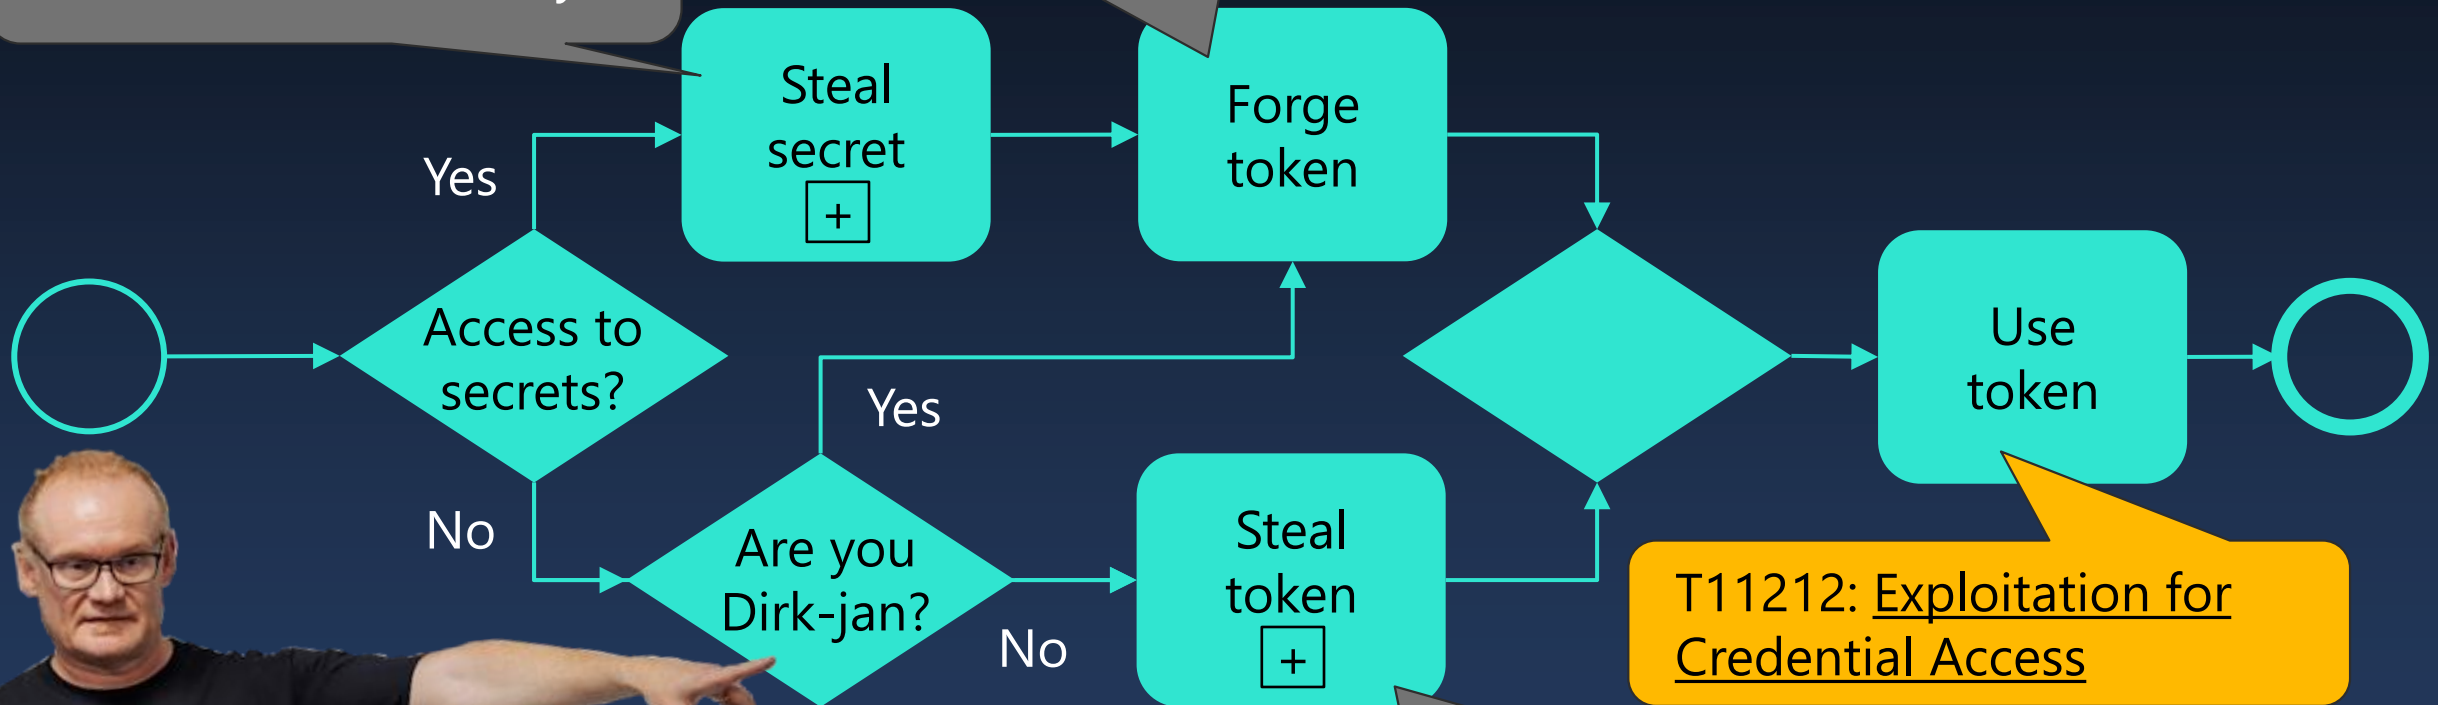 Steal
secret
+
Forge
token
Yes
Access to
secrets?
Use
token
Yes
No
Are you
Dirk-jan?
Steal
token
+
No
T11212: Exploitation for
Credential Access